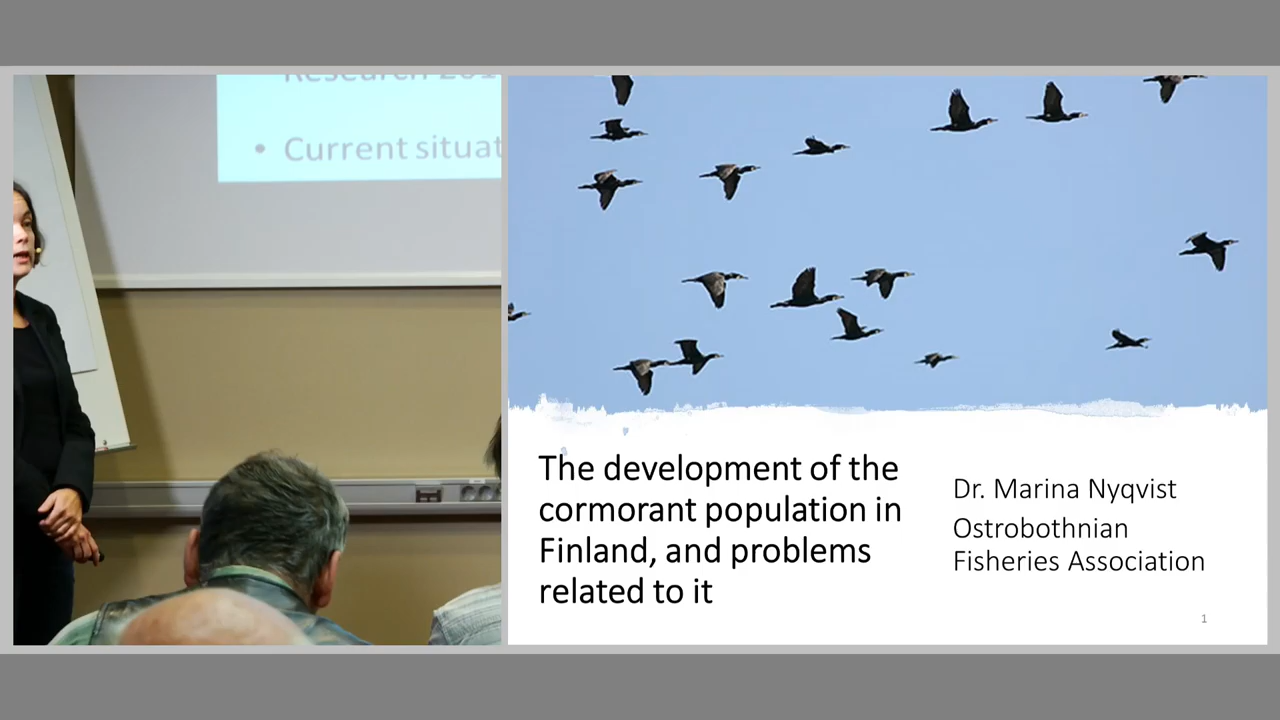 • Current situat
The development of the
cormorant population in
Finland, and problems
related to it
Dr. Marina Nyqvist
Ostrobothnian
Fisheries Association
1